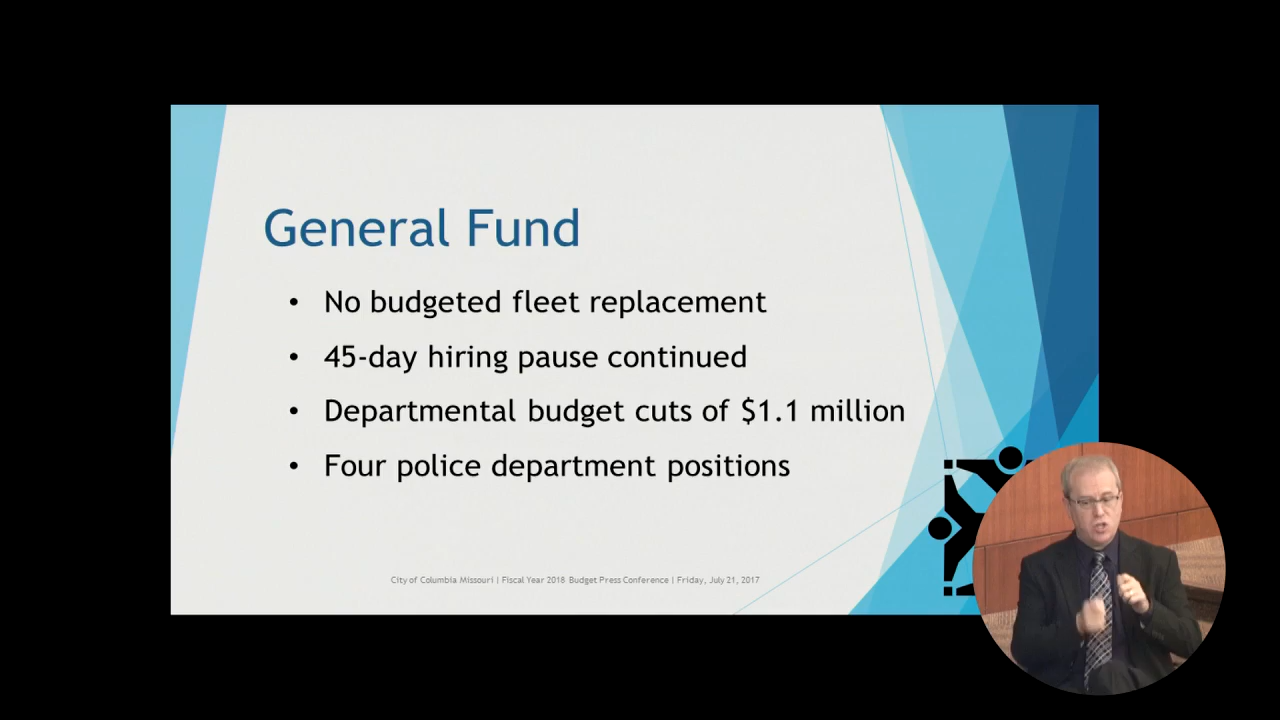 General Fund
• No budgeted fleet replacement
• 45-day hiring pause continued
• Departmental budget cuts of $1.1 million
• Four police department positions
City of Columbia Missouri | Fiscal Year 2018 Budget Press Conference | Friday, July 21, 2017